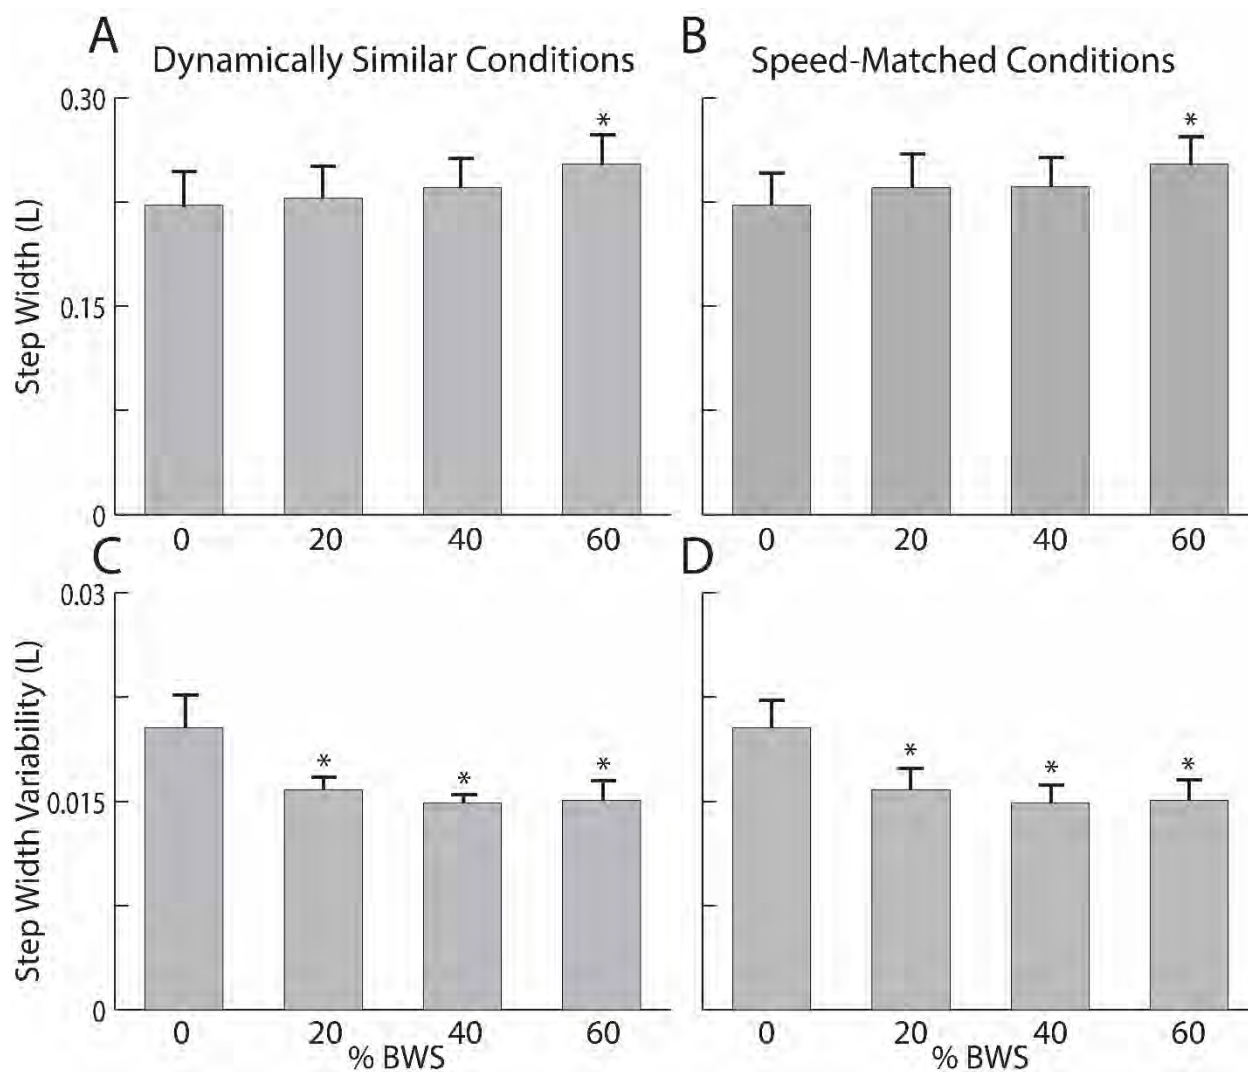 A
Dynamically Similar Conditions
B
Speed-Matched Conditions
Step Width (L)
0.30
0.15
0
*
*
0 20 40 60
0 20 40 60
C
D
Step Width Variability (L)
0.03
0.015
0
* * *
* * *
0 20 40 60
0 20 40 60
% BWS
% BWS